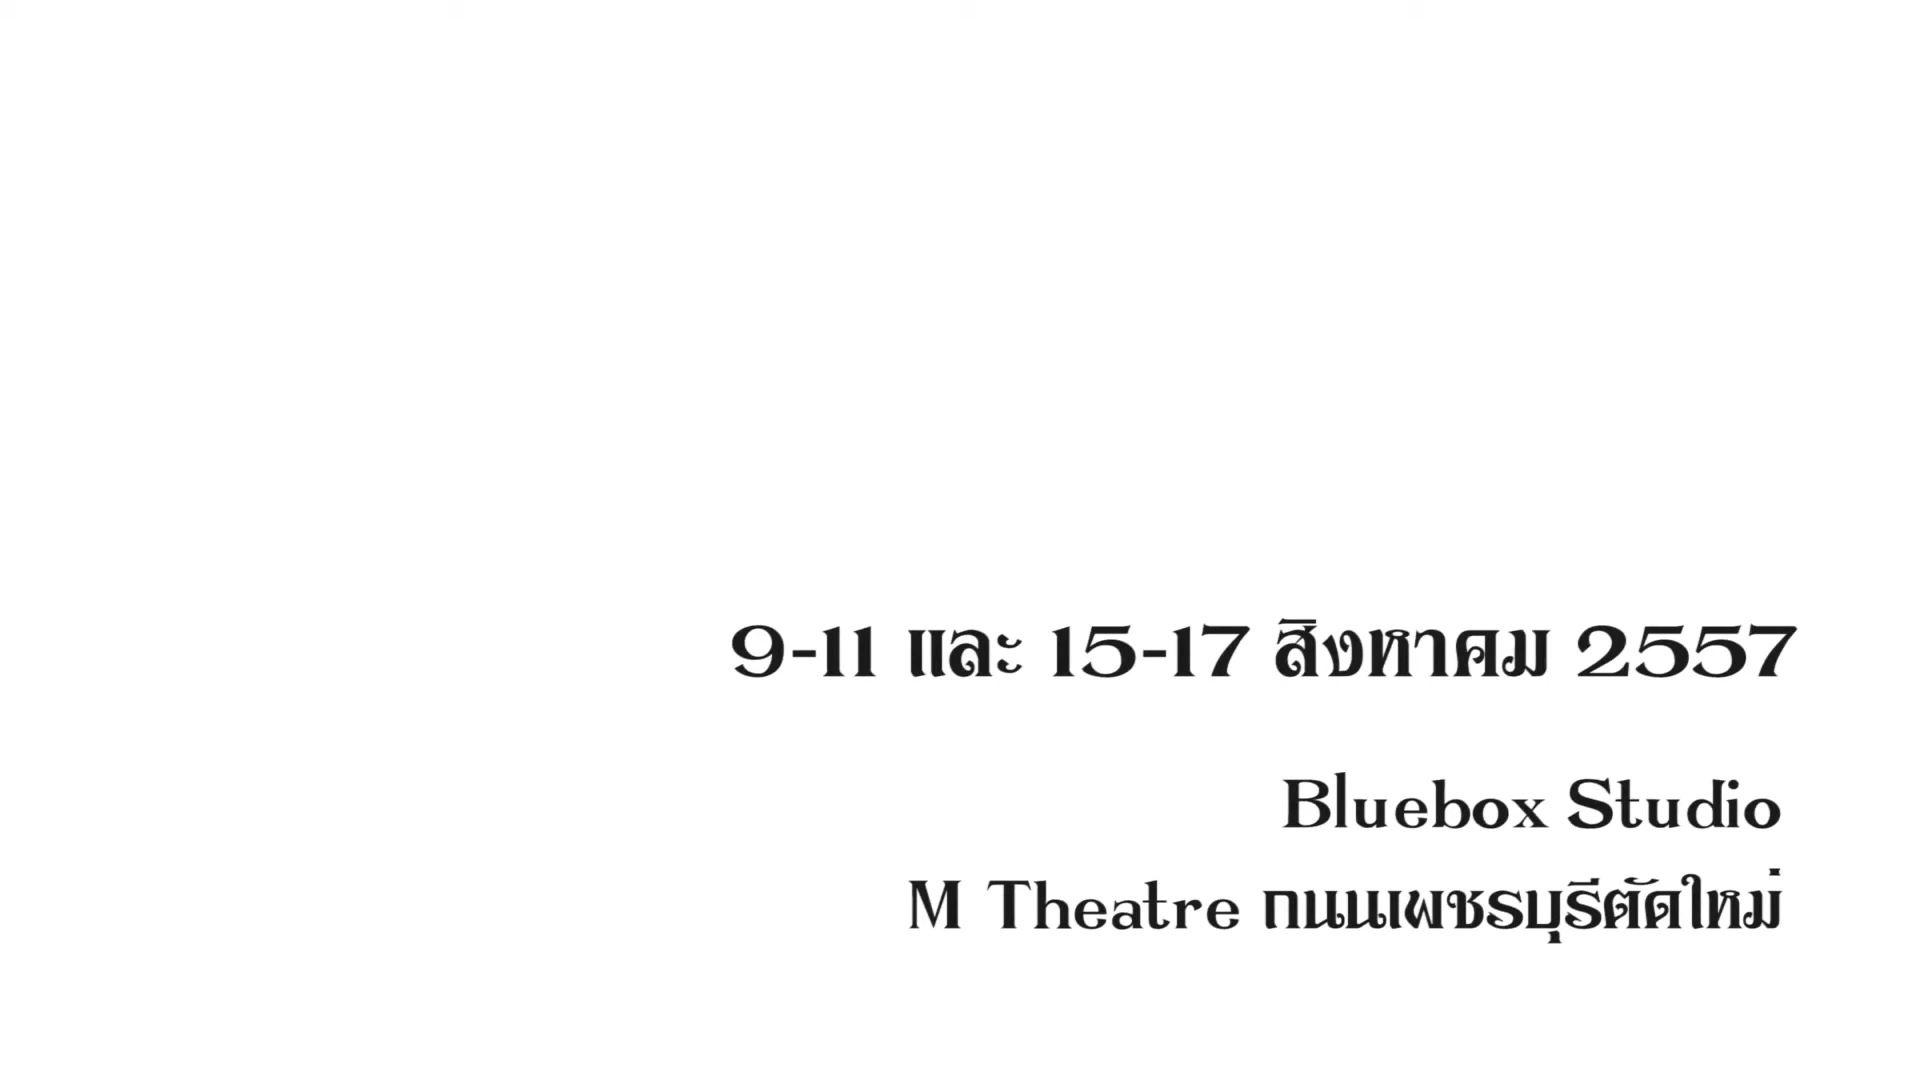 9-11 และ 15-17 สิงหาคม 2557
Bluebox Studio
M Theatre ถนนเพชรบุรีตัดใหม่